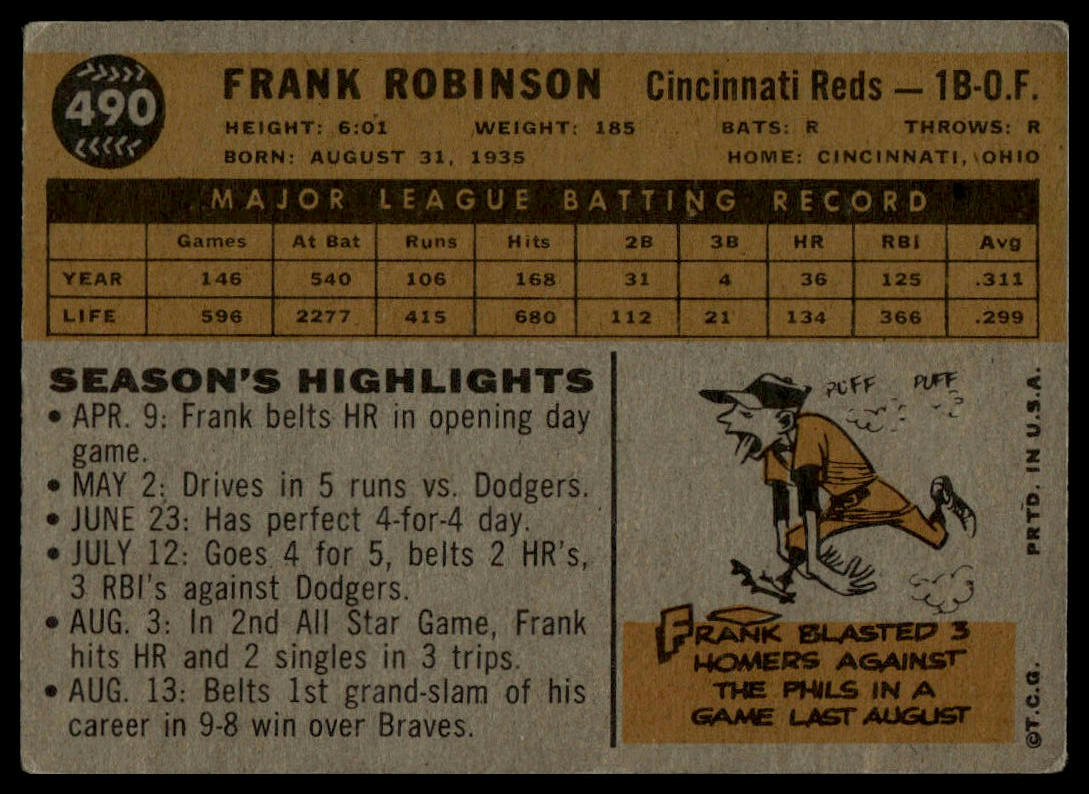 490
FRANK ROBINSON Cincinnati Reds — 1B-O.F.
HEIGHT: 6:01 WEIGHT: 185 BATS: R THROWS: R
BORN: AUGUST 31, 1935 HOME: CINCINNATI, OHIO
MAJOR LEAGUE BATTING RECORD
Games At Bat Runs Hits 2B 3B HR RBI Avg
YEAR 146 540 106 168 31 4 36 125 .311
LIFE 596 2277 415 680 112 21 134 366 .299
SEASON'S HIGHLIGHTS
• APR. 9: Frank belts HR in opening day
game.
• MAY 2: Drives in 5 runs vs. Dodgers.
• JUNE 23: Has perfect 4-for-4 day.
• JULY 12: Goes 4 for 5, belts 2 HR's,
3 RBI's against Dodgers.
• AUG. 3: In 2nd All Star Game, Frank
hits HR and 2 singles in 3 trips.
• AUG. 13: Belts 1st grand-slam of his
career in 9-8 win over Braves.
PUFF PUFF
FRANK BLASTED 3
HOMERS AGAINST
THE PHILS IN A
GAME LAST AUGUST
©T.C.G. PRTD. IN U.S.A.